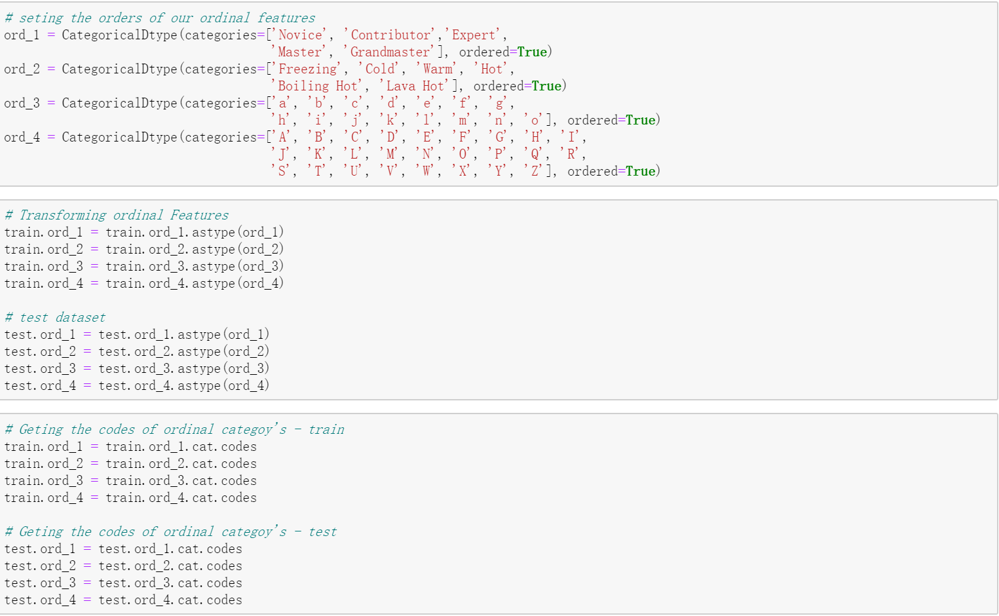 # seting the orders of our ordinal features
ord_1 = CategoricalDtype(categories=['Novice', 'Contributor','Expert',
'Master', 'Grandmaster'], ordered=True)
ord_2 = CategoricalDtype(categories=['Freezing', 'Cold', 'Warm', 'Hot',
'Boiling Hot', 'Lava Hot'], ordered=True)
ord_3 = CategoricalDtype(categories=['a', 'b', 'c', 'd', 'e', 'f', 'g',
'h', 'i', 'j', 'k', 'l', 'm', 'n', 'o'], ordered=True)
ord_4 = CategoricalDtype(categories=['A', 'B', 'C', 'D', 'E', 'F', 'G', 'H', 'I',
'J', 'K', 'L', 'M', 'N', 'O', 'P', 'Q', 'R',
'S', 'T', 'U', 'V', 'W', 'X', 'Y', 'Z'], ordered=True)
# Transforming ordinal Features
train.ord_1 = train.ord_1.astype(ord_1)
train.ord_2 = train.ord_2.astype(ord_2)
train.ord_3 = train.ord_3.astype(ord_3)
train.ord_4 = train.ord_4.astype(ord_4)
# test dataset
test.ord_1 = test.ord_1.astype(ord_1)
test.ord_2 = test.ord_2.astype(ord_2)
test.ord_3 = test.ord_3.astype(ord_3)
test.ord_4 = test.ord_4.astype(ord_4)
# Geting the codes of ordinal categoy's - train
train.ord_1 = train.ord_1.cat.codes
train.ord_2 = train.ord_2.cat.codes
train.ord_3 = train.ord_3.cat.codes
train.ord_4 = train.ord_4.cat.codes
# Geting the codes of ordinal categoy's - test
test.ord_1 = test.ord_1.cat.codes
test.ord_2 = test.ord_2.cat.codes
test.ord_3 = test.ord_3.cat.codes
test.ord_4 = test.ord_4.cat.codes